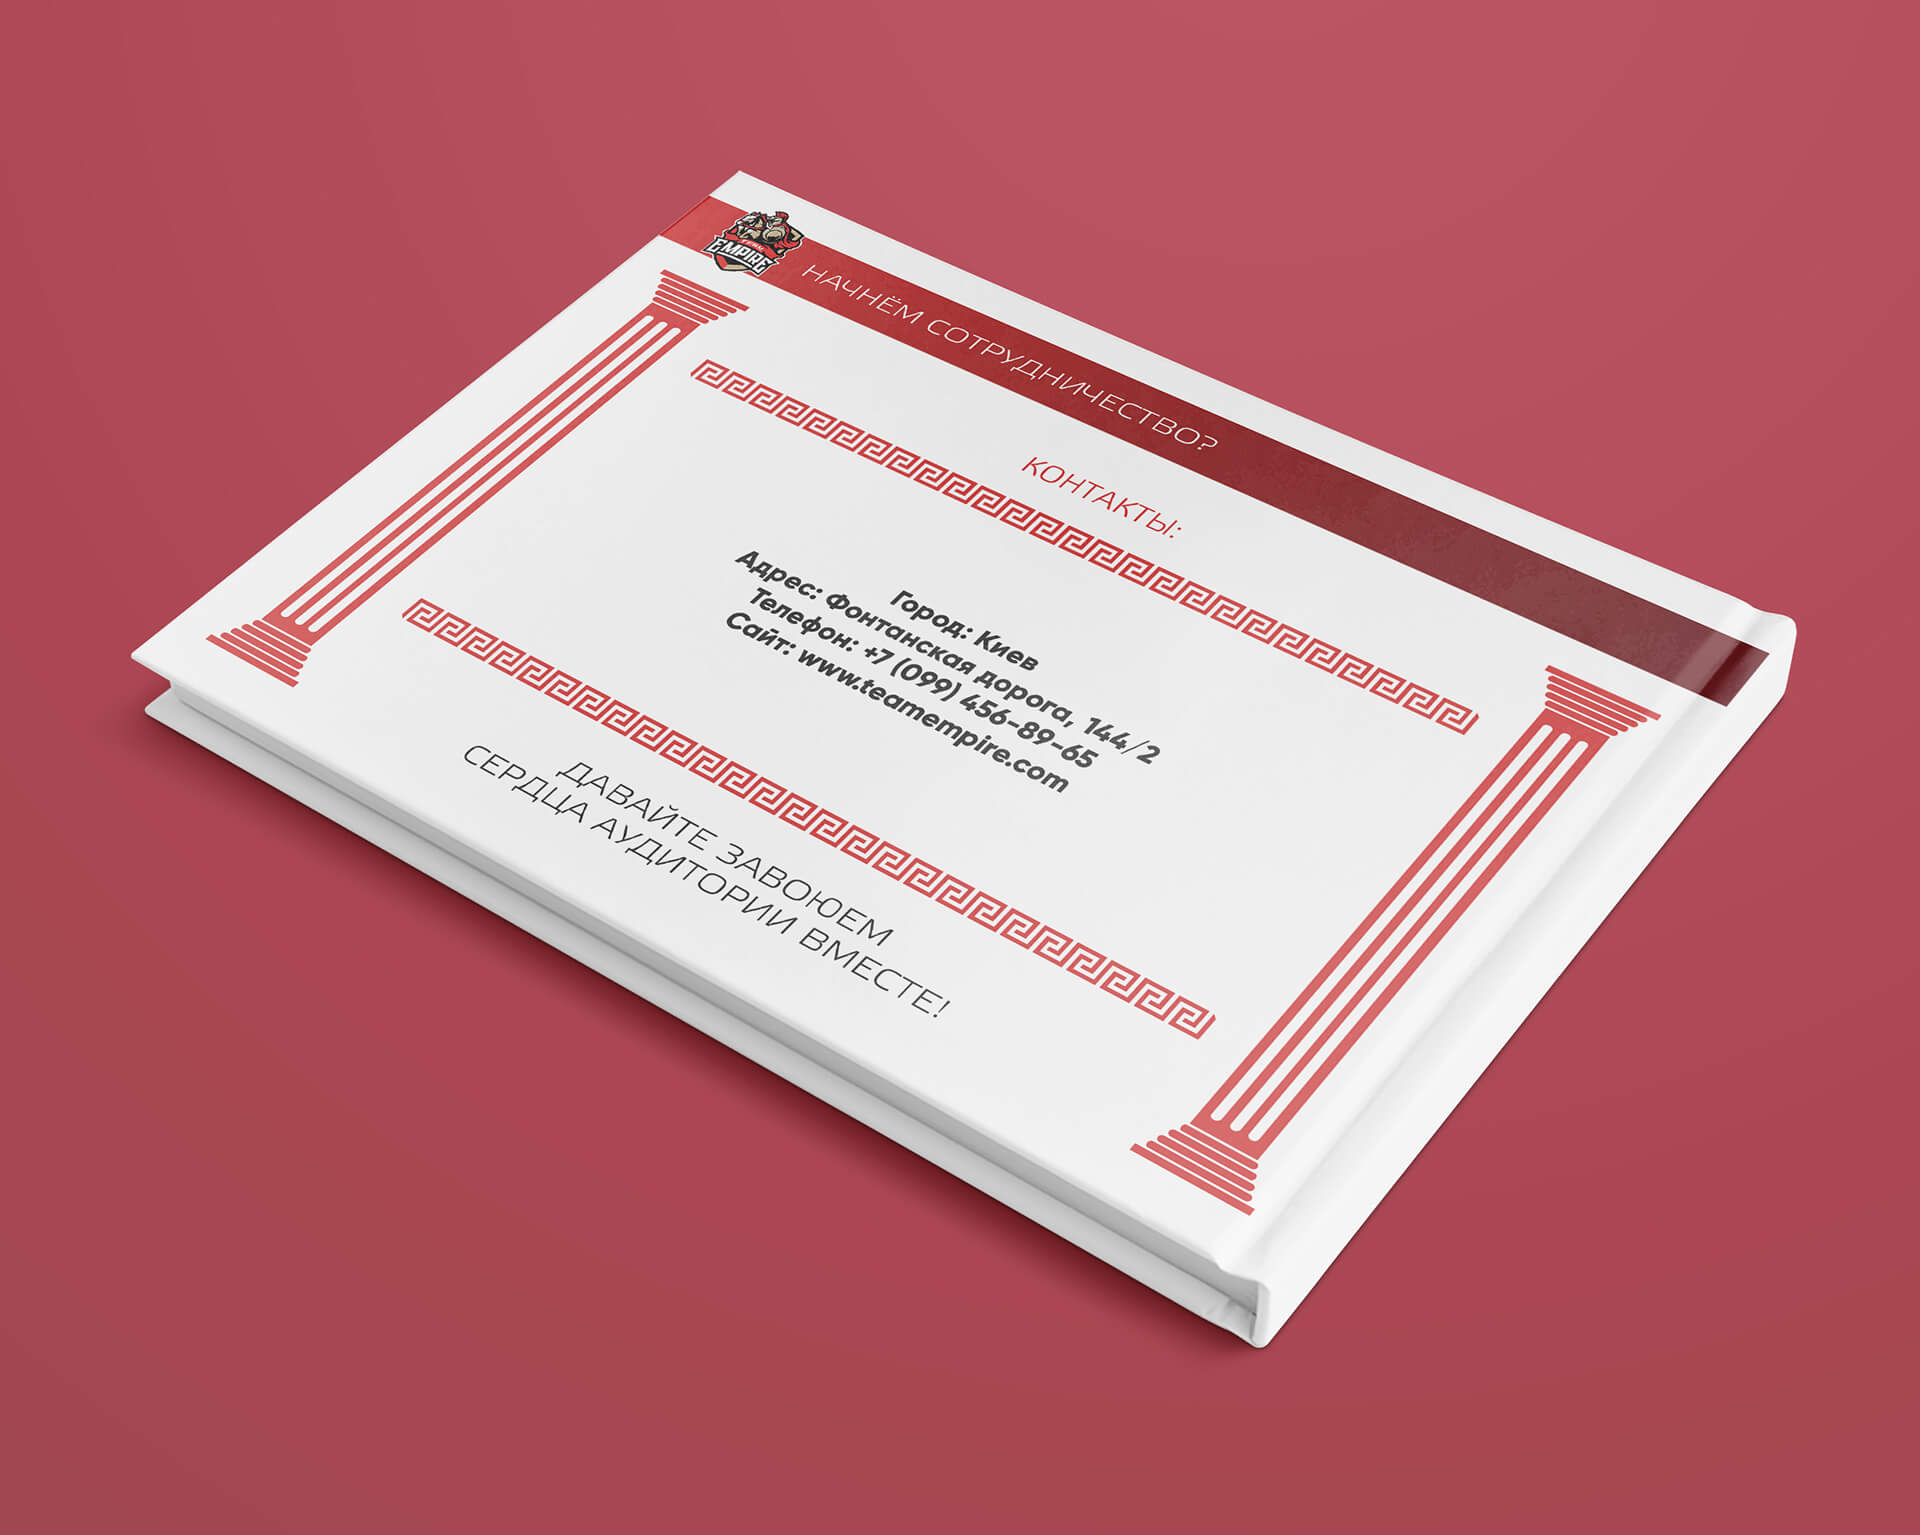 TEAM
EMPIRE
НАЧНЁМ СОТРУДНИЧЕСТВО?
КОНТАКТЫ:
Город: Киев
Адрес: Фонтанская дорога, 144/2
Телефон: +7 (099) 456-89-65
Сайт: www.teamempire.com
ДАВАЙТЕ ЗАВОЮЕМ
СЕРДЦА АУДИТОРИИ ВМЕСТЕ!